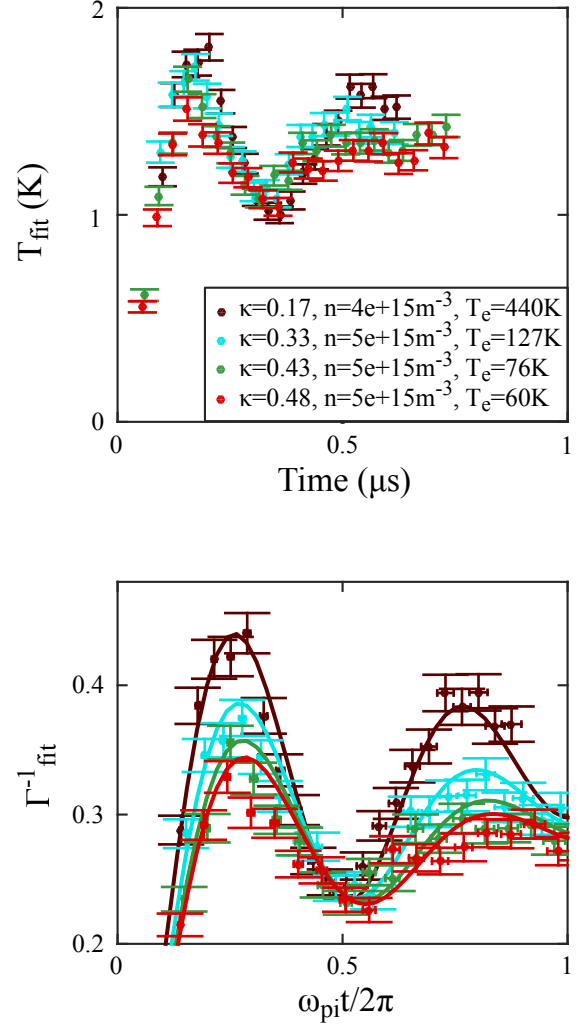 2
T_fit (K)
1
κ=0.17, n=4e+15m^-3, T_e=440K
κ=0.33, n=5e+15m^-3, T_e=127K
κ=0.43, n=5e+15m^-3, T_e=76K
κ=0.48, n=5e+15m^-3, T_e=60K
0
0 0.5 1
Time (μs)
0.4
Γ^-1_fit
0.3
0.2
0 0.5 1
ω_pi t/2π